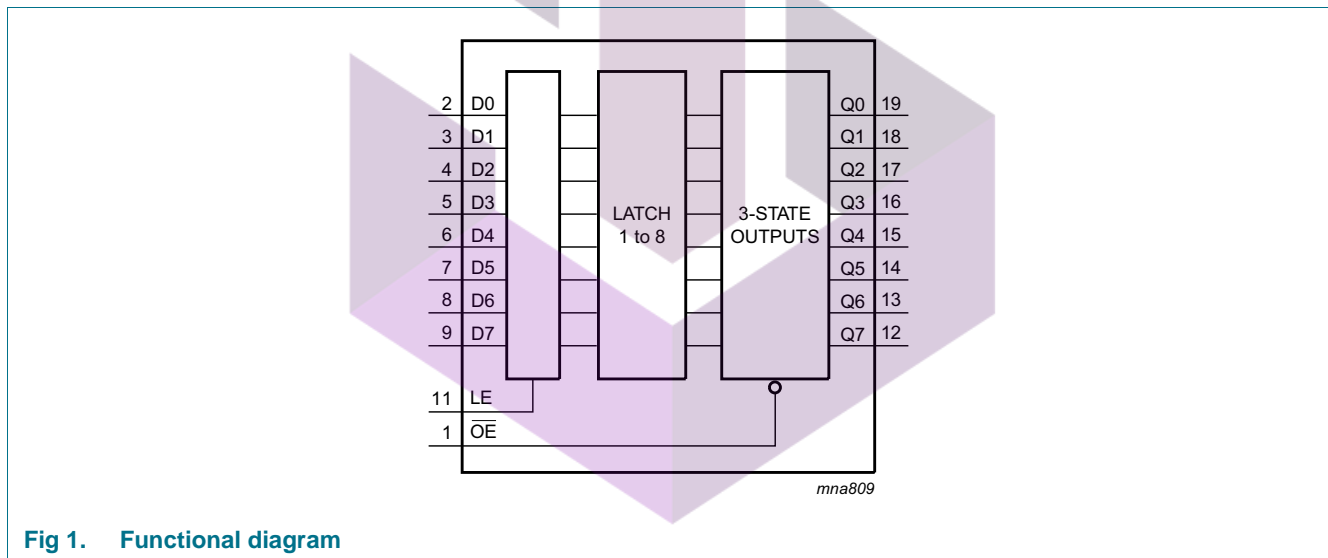 2 D0 Q0 19
3 D1 Q1 18
4 D2 Q2 17
5 D3 Q3 16
LATCH 3-STATE
6 D4 1 to 8 OUTPUTS Q4 15
7 D5 Q5 14
8 D6 Q6 13
9 D7 Q7 12
11 LE
1 O̅E̅
mna809
Fig 1. Functional diagram